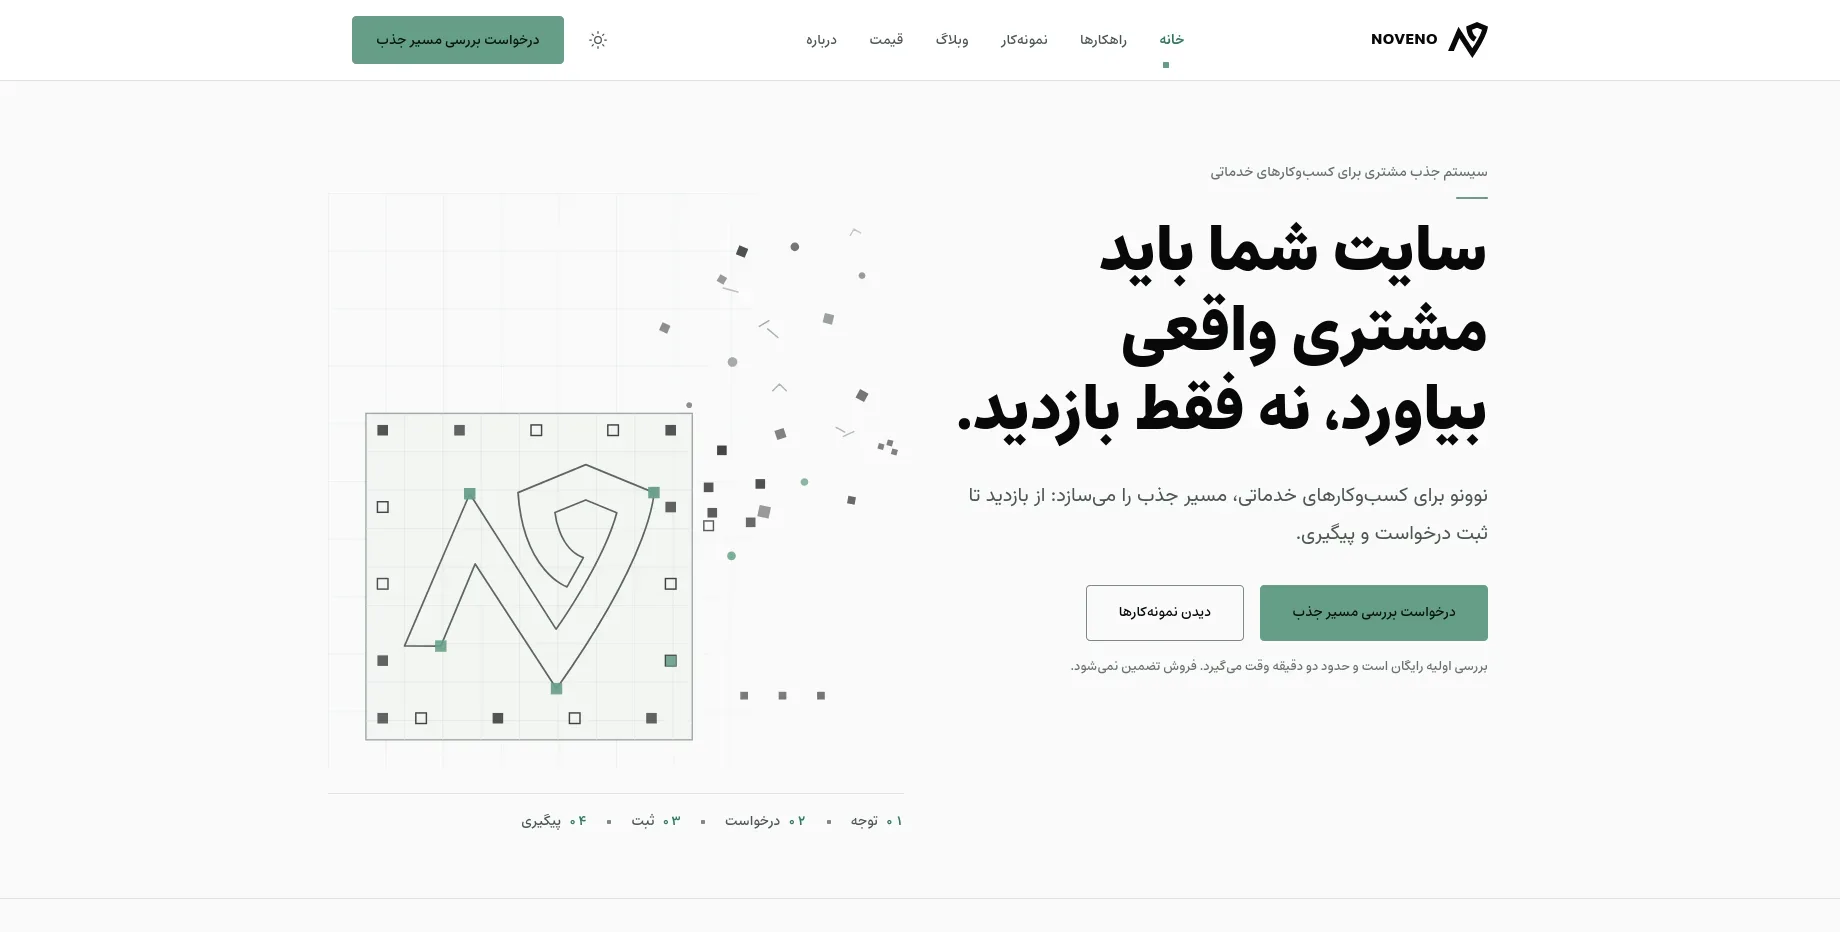 NOVENO
خانه
راهکارها
نمونه‌کار
وبلاگ
قیمت
درباره
درخواست بررسی مسیر جذب
سیستم جذب مشتری برای کسب‌وکارهای خدماتی
سایت شما باید
مشتری واقعی
بیاورد، نه فقط بازدید.
نوونو برای کسب‌وکارهای خدماتی، مسیر جذب را می‌سازد: از بازدید تا
ثبت درخواست و پیگیری.
درخواست بررسی مسیر جذب
دیدن نمونه‌کارها
بررسی اولیه رایگان است و حدود دو دقیقه وقت می‌گیرد. فروش تضمین نمی‌شود.
۰۱ توجه
۰۲ درخواست
۰۳ ثبت
۰۴ پیگیری